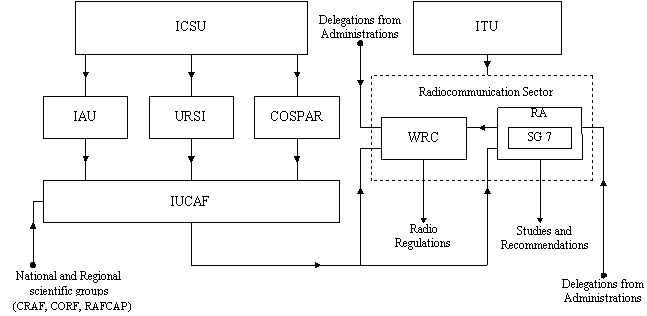 ICSU
Delegations from
Administrations
ITU
Radiocommunication Sector
IAU
URSI
COSPAR
WRC
RA
SG 7
IUCAF
Radio
Regulations
Studies and
Recommendations
National and Regional
scientific groups
(CRAF, CORF, RAFCAP)
Delegations from
Administrations